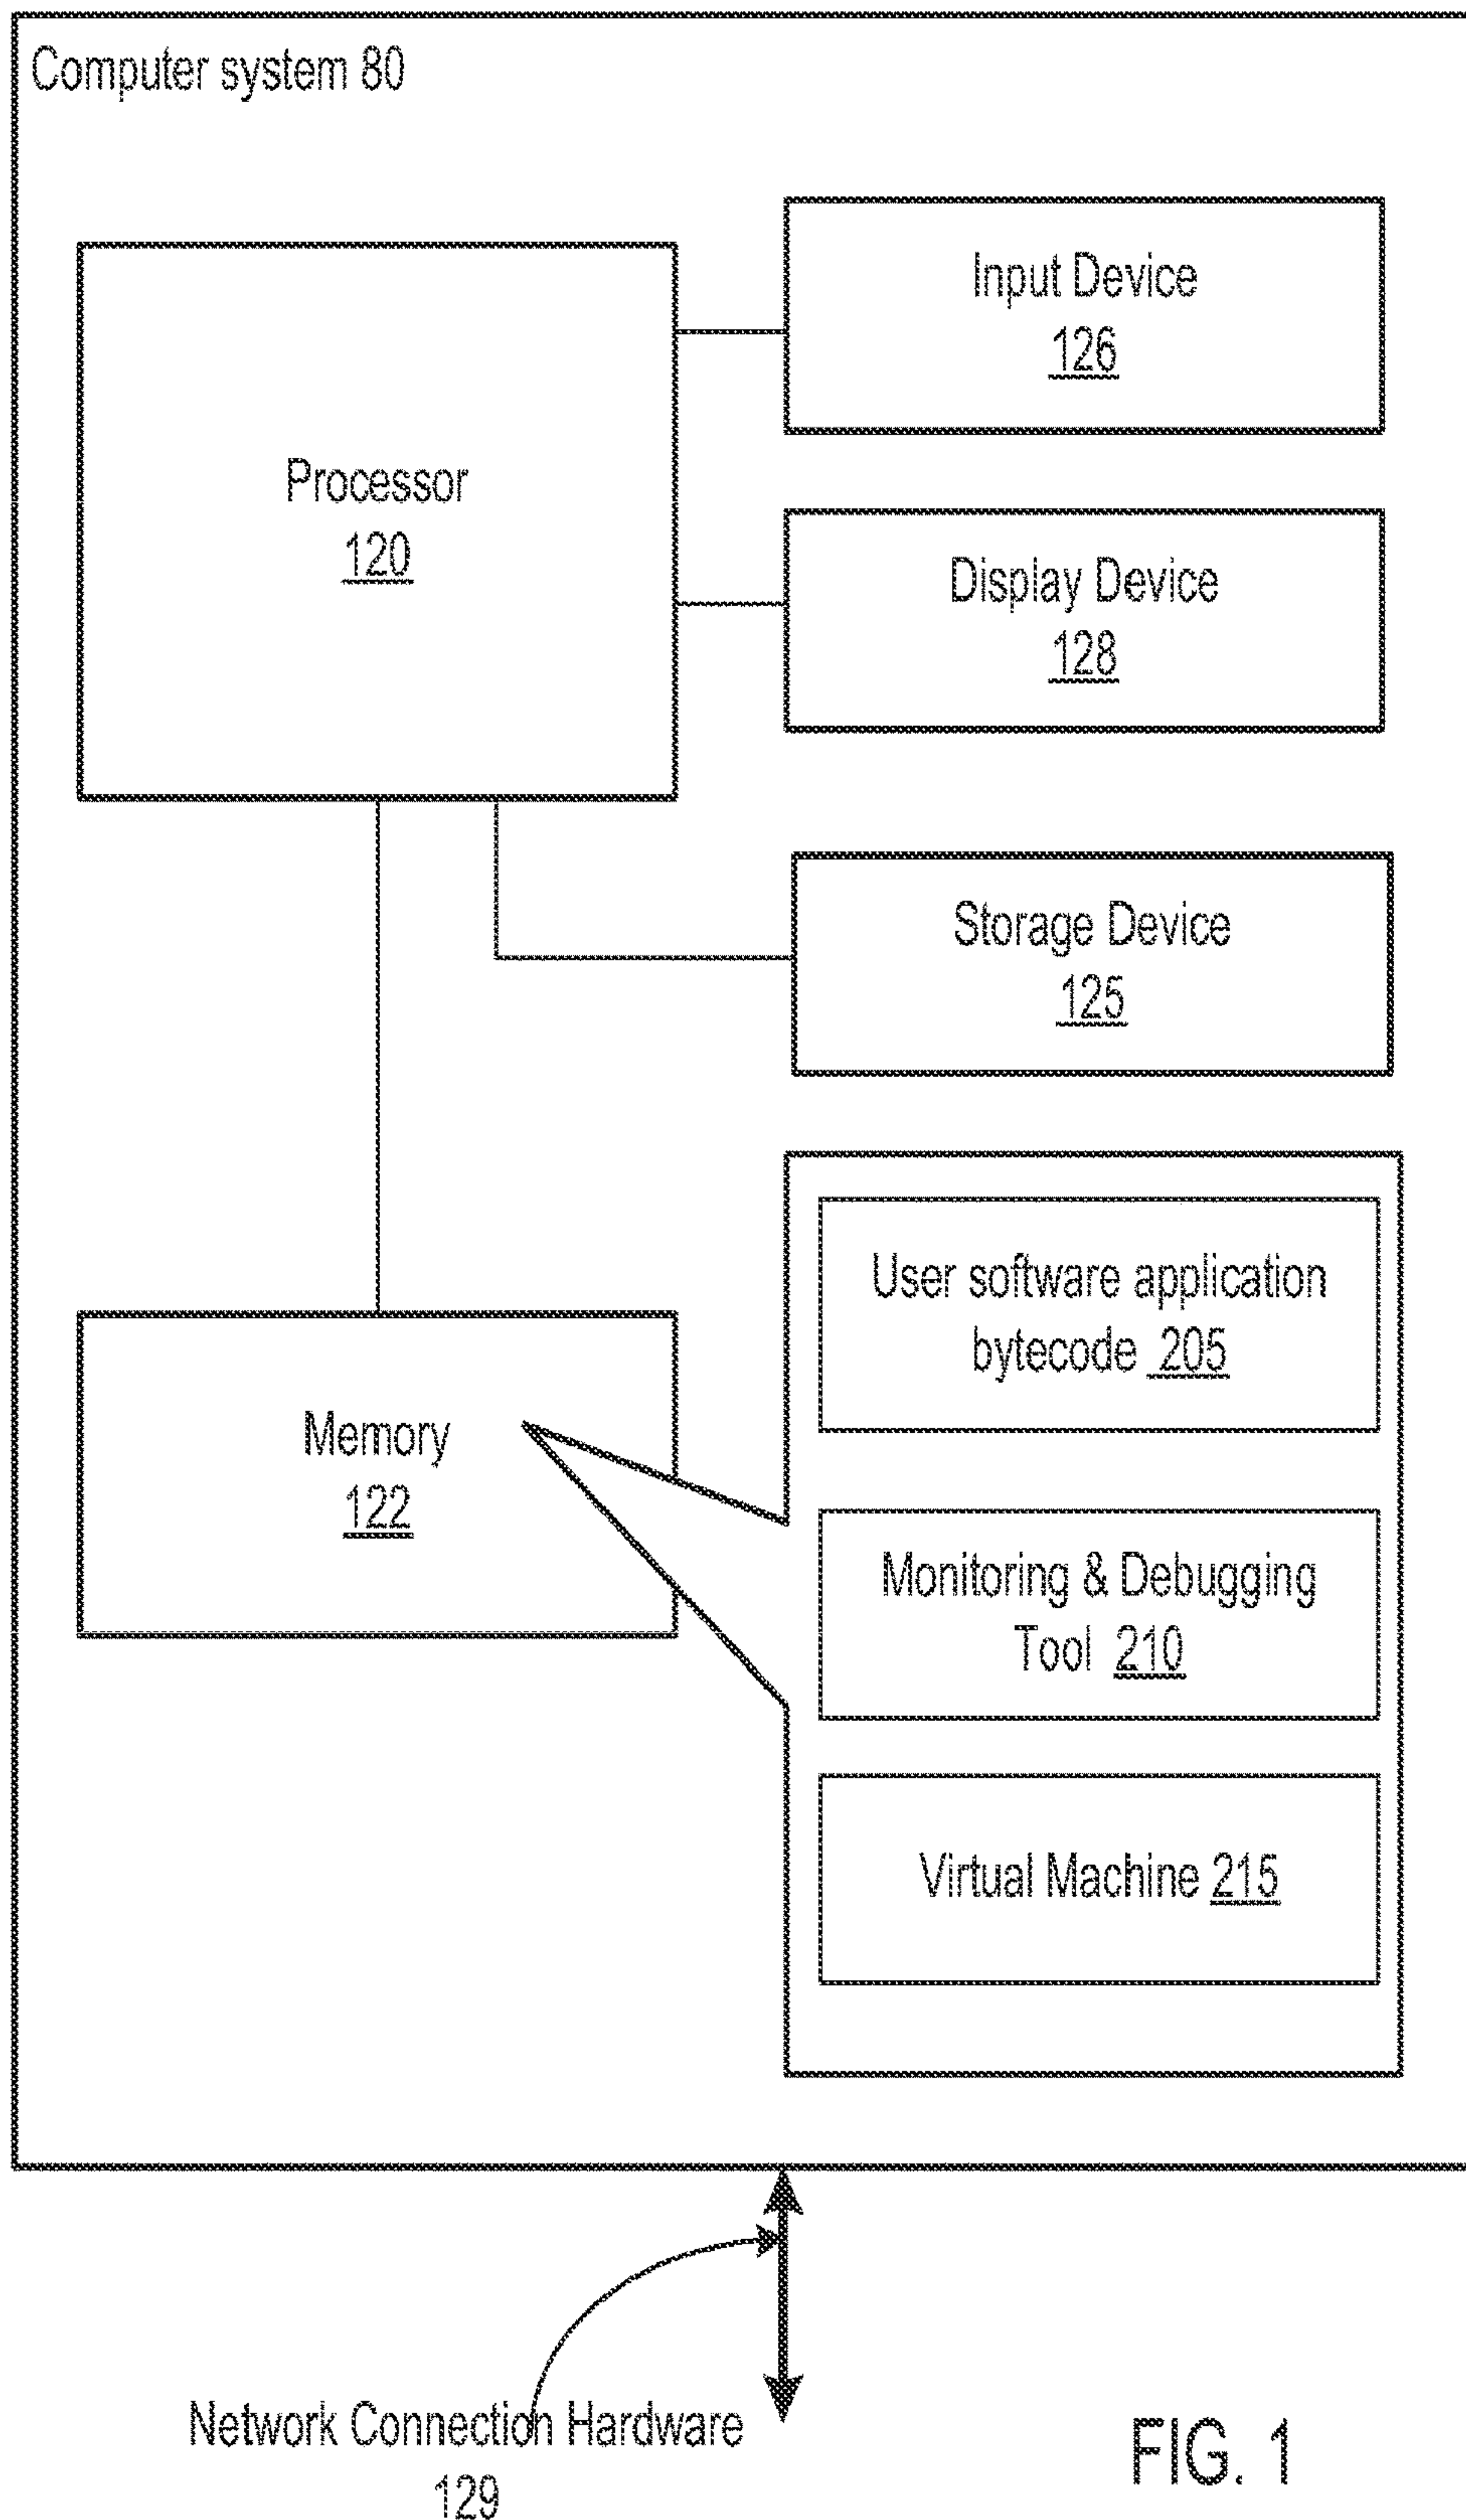 Computer system 80
Input Device
126
Processor
120
Display Device
128
Storage Device
125
User software application
bytecode 205
Memory
122
Monitoring & Debugging
Tool 210
Virtual Machine 215
Network Connection Hardware
129
FIG. 1